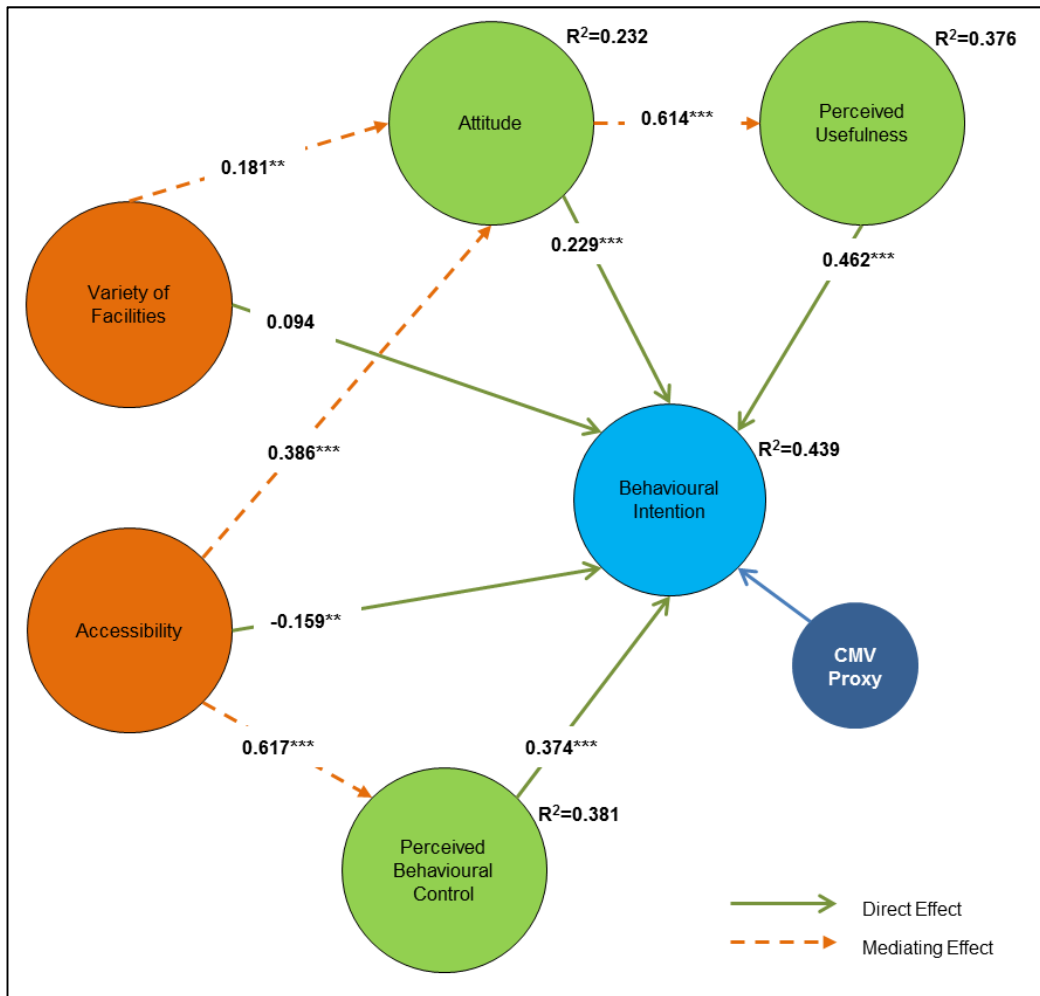 R²=0.232
R²=0.376
Attitude
0.614***
Perceived
Usefulness
0.181**
0.229***
0.462***
Variety of
Facilities
0.094
0.386***
R²=0.439
Behavioural
Intention
Accessibility
-0.159**
CMV
Proxy
0.617***
0.374***
R²=0.381
Perceived
Behavioural
Control
Direct Effect
Mediating Effect